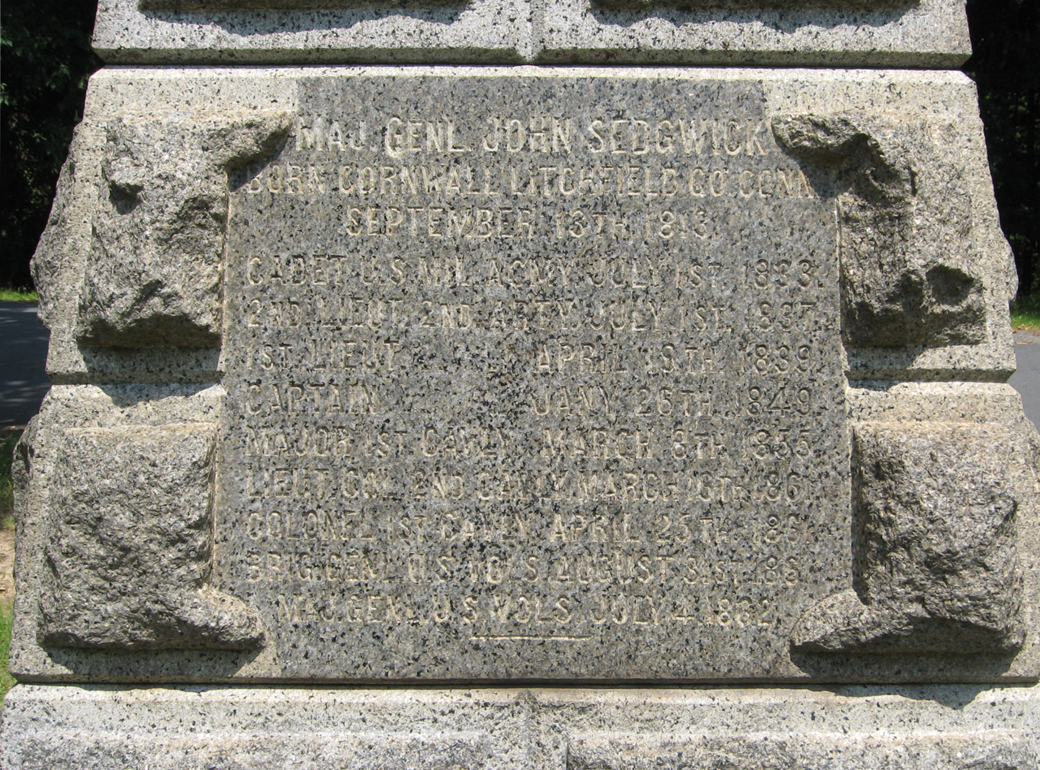 MAJ. GENL JOHN SEDGWICK
BORN CORNWALL LITCHFIELD CO. CONN.
SEPTEMBER 13TH 1813.
CADET U.S. MIL. ACMY JULY 1ST, 1833.
2ND. LIEUT. 2ND. ARTY. JULY 1ST, 1837.
1ST. LIEUT. APRIL 19TH, 1839.
CAPTAIN JANY. 26TH, 1849.
MAJOR 1ST CAVLY. MARCH 8TH, 1855.
LIEUT. COL. 2ND CAVLY. MARCH 16TH, 1861.
COLONEL 1ST CAVLY. APRIL 25TH, 1861.
BRIG. GENL. U.S. VOLS. AUGUST 31ST,
MAJ. GENL. U.S. VOLS. JULY 4. 1862.